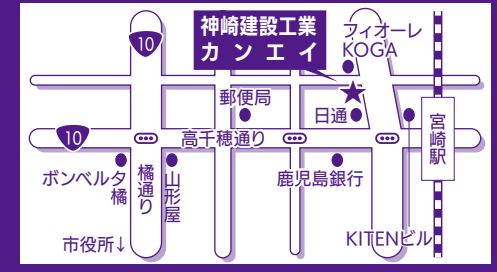 神崎建設工業
カンエイ
フィオーレ
KOGA
10
郵便局
日通
10
高千穂通り
宮崎駅
ボンベルタ
橘
橘通り
山形屋
鹿児島銀行
市役所↓
KITENビル